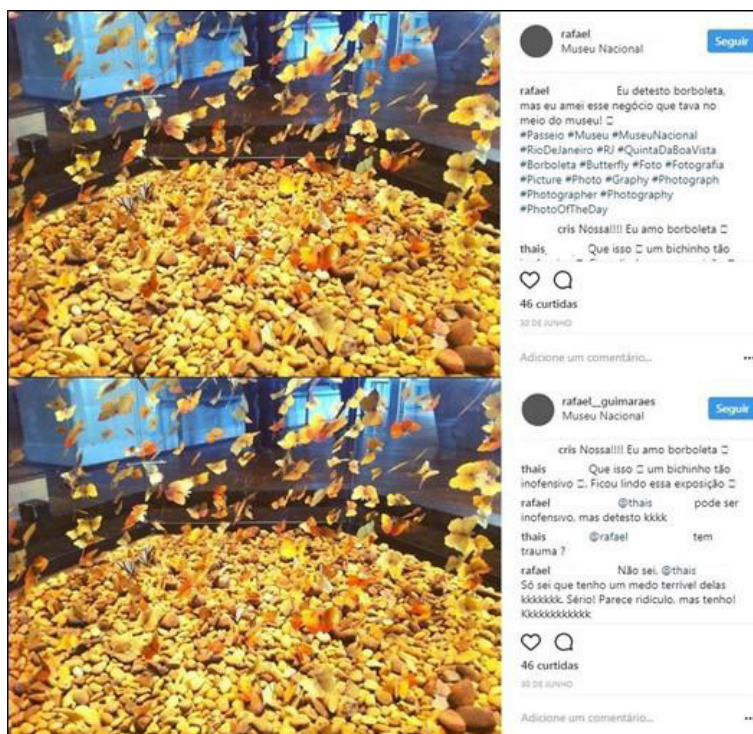 rafael
Museu Nacional
Seguir
rafael Eu detesto borboleta,
mas eu amei esse negócio que tava no
meio do museu!
#Passeio #Museu #MuseuNacional
#RioDeJaneiro #RJ #QuintaDaBoaVista
#Borboleta #Butterfly #Foto #Fotografia
#Picture #Photo #Graphy #Photograph
#Photographer #Photography
#PhotoOfTheDay
cris Nossa!!!! Eu amo borboleta
thais Que isso um bichinho tão
46 curtidas
30 DE JUNHO
Adicione um comentário...
rafael__guimaraes
Museu Nacional
Seguir
cris Nossa!!!! Eu amo borboleta
thais Que isso um bichinho tão
inofensivo . Ficou lindo essa exposição
rafael @thais pode ser
inofensivo, mas detesto kkkk
thais @rafael tem
trauma ?
rafael Não sei, @thais
Só sei que tenho um medo terrível delas
kkkkkkk. Sério! Parece ridículo, mas tenho!
Kkkkkkkkkkkk
46 curtidas
30 DE JUNHO
Adicione um comentário...